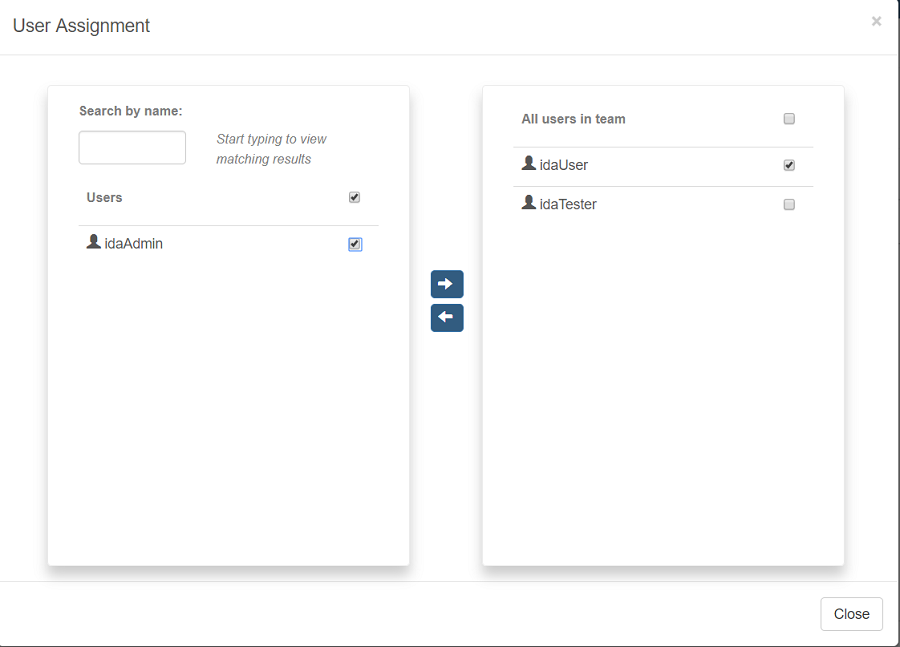 User Assignment
×
Search by name:
Start typing to view
matching results
Users
idaAdmin
All users in team
idaUser
idaTester
Close